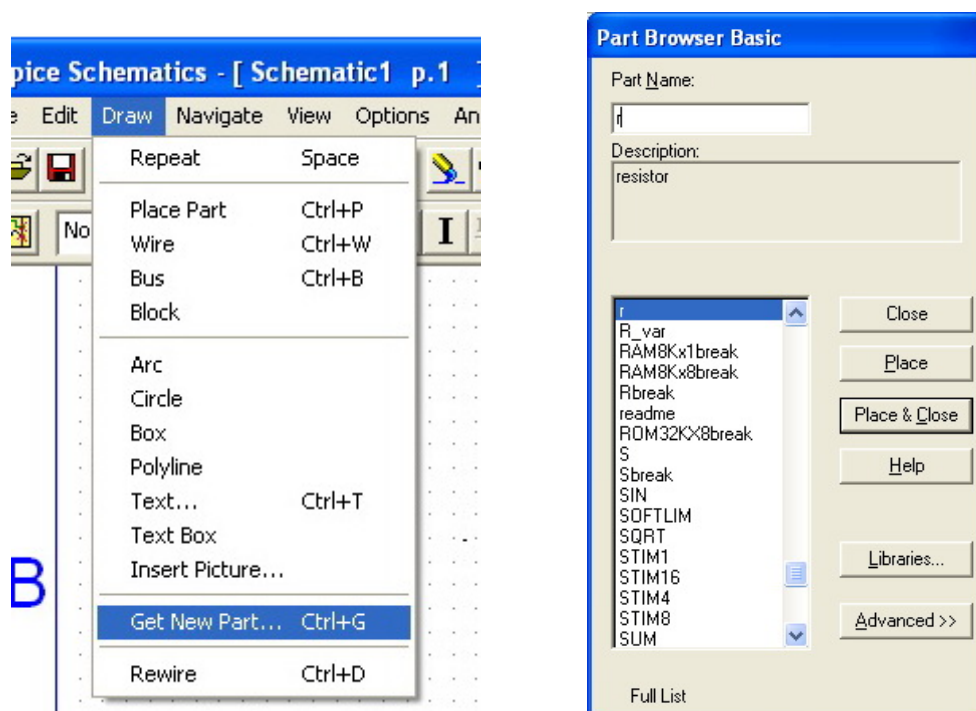 pice Schematics - [ Schematic1 p.1 ]
e Edit Draw Navigate View Options An
No
I
Repeat Space
Place Part Ctrl+P
Wire Ctrl+W
Bus Ctrl+B
Block
Arc
Circle
Box
Polyline
Text... Ctrl+T
Text Box
Insert Picture...
Get New Part... Ctrl+G
Rewire Ctrl+D
B
Part Browser Basic
Part Name:
r
Description:
resistor
r
R_var
RAM8Kx1break
RAM8Kx8break
Rbreak
readme
ROM32KX8break
S
Sbreak
SIN
SOFTLIM
SQRT
STIM1
STIM16
STIM4
STIM8
SUM
Close
Place
Place & Close
Help
Libraries...
Advanced >>
Full List